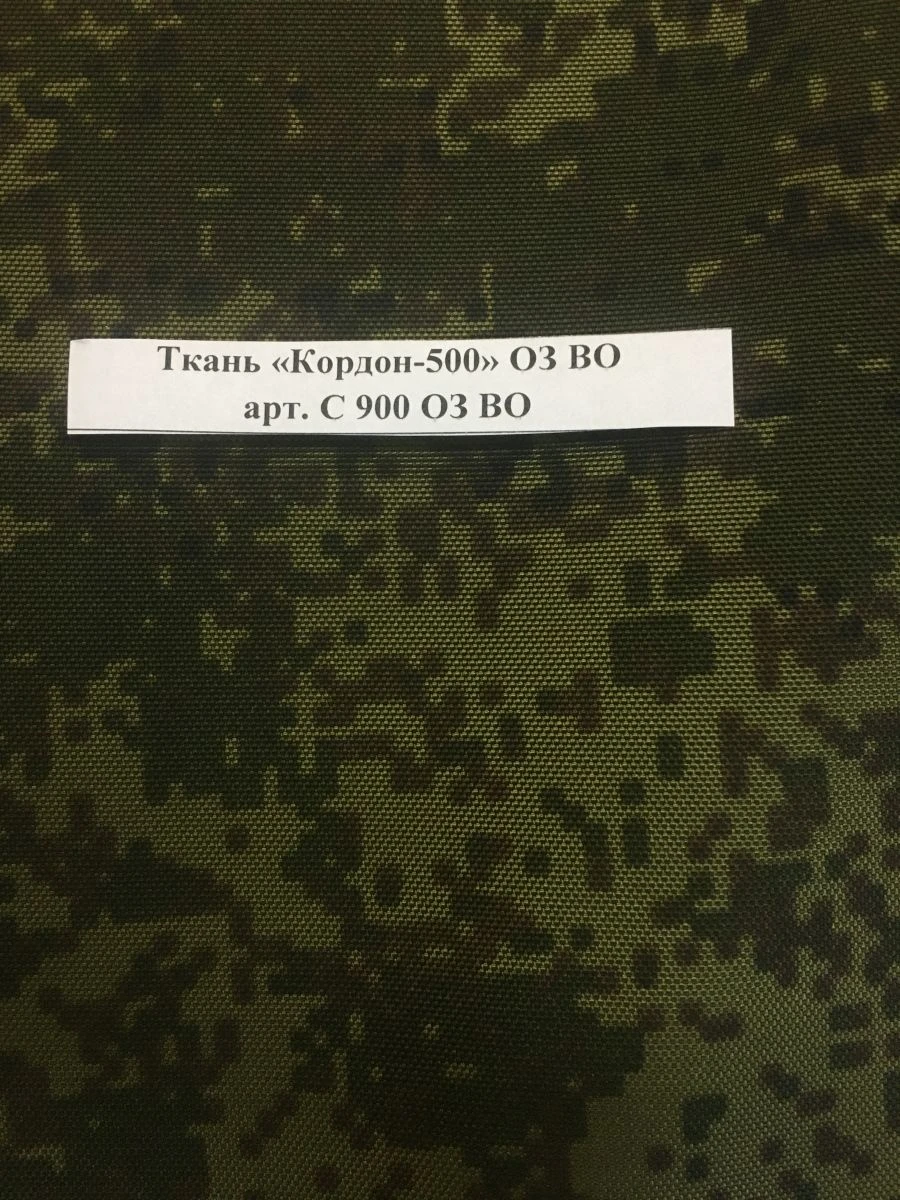 Ткань «Кордон-500» ОЗ ВО
арт. С 900 ОЗ ВО